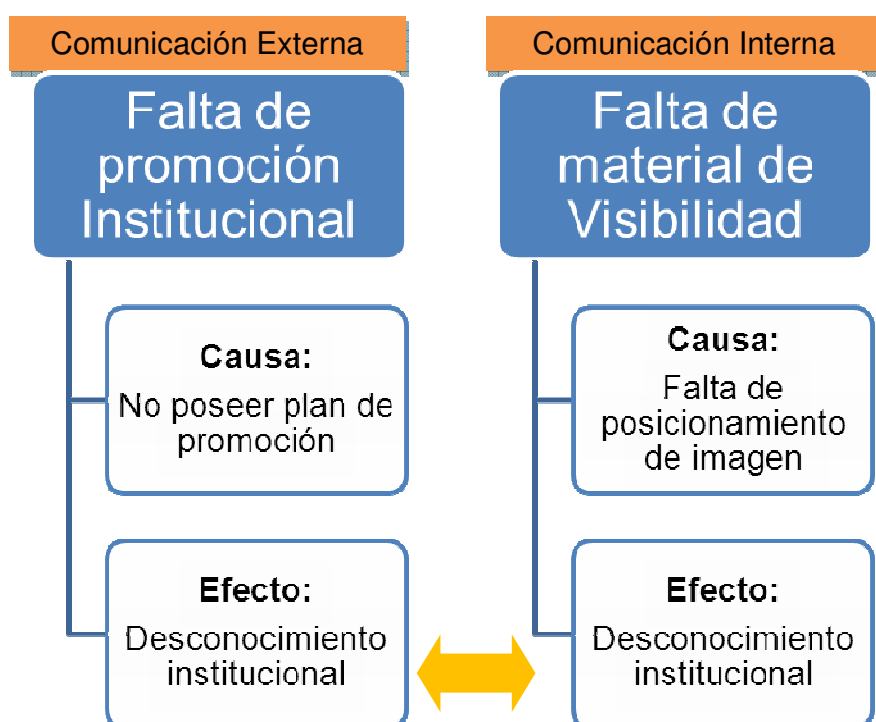 Comunicación Externa
Falta de
promoción
Institucional
Causa:
No poseer plan de
promoción
Efecto:
Desconocimiento
institucional
Comunicación Interna
Falta de
material de
Visibilidad
Causa:
Falta de
posicionamiento
de imagen
Efecto:
Desconocimiento
institucional